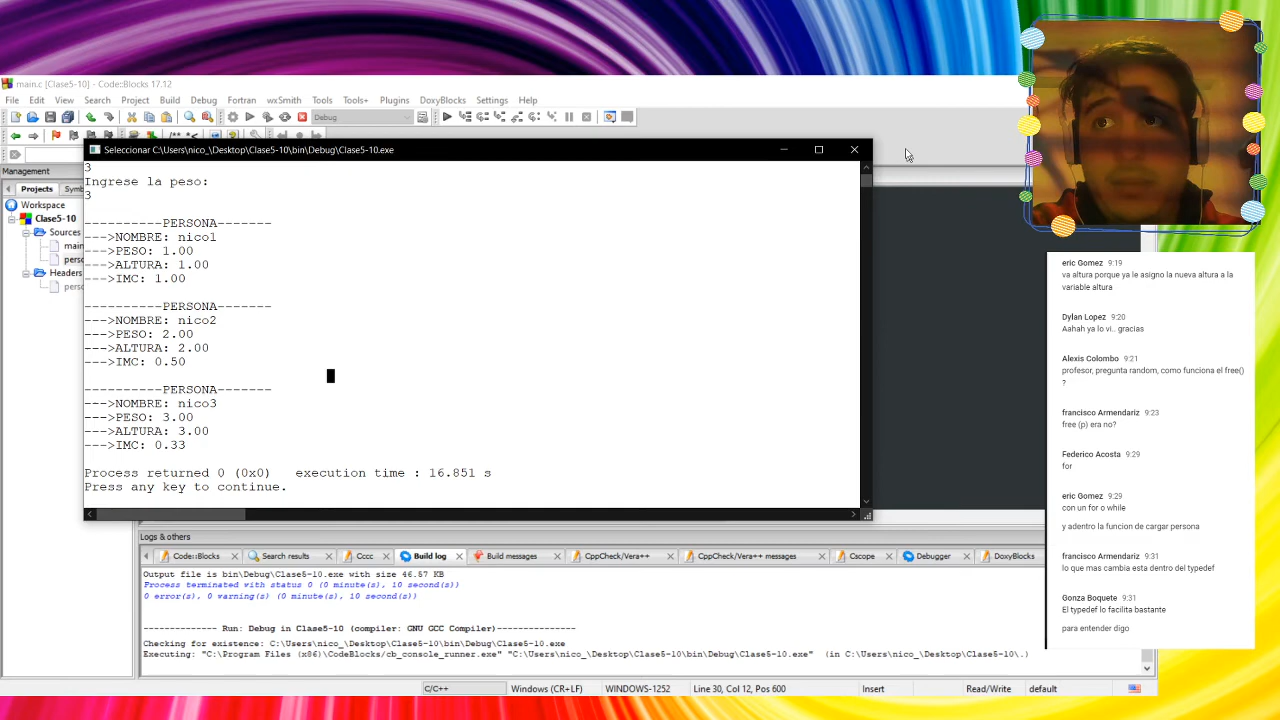 main.c [Clase5-10] - Code::Blocks 17.12
File Edit View Search Project Build Debug Fortran wxSmith Tools Tools+ Plugins DoxyBlocks Settings Help
Debug
Management
Projects Symb
Workspace
Clase5-10
Sources
main
perso
Headers
perso
Seleccionar C:\Users\nico_\Desktop\Clase5-10\bin\Debug\Clase5-10.exe
3
Ingrese la peso:
3
----------PERSONA-------
--->NOMBRE: nico1
--->PESO: 1.00
--->ALTURA: 1.00
--->IMC: 1.00
----------PERSONA-------
--->NOMBRE: nico2
--->PESO: 2.00
--->ALTURA: 2.00
--->IMC: 0.50
----------PERSONA-------
--->NOMBRE: nico3
--->PESO: 3.00
--->ALTURA: 3.00
--->IMC: 0.33
Process returned 0 (0x0)   execution time : 16.851 s
Press any key to continue.
Logs & others
Code::Blocks Search results Cccc Build log Build messages CppCheck/Vera++ CppCheck/Vera++ messages Cscope Debugger DoxyBlocks
Output file is bin\Debug\Clase5-10.exe with size 46.57 KB
Process terminated with status 0 (0 minute(s), 10 second(s))
0 error(s), 0 warning(s) (0 minute(s), 10 second(s))
-------------- Run: Debug in Clase5-10 (compiler: GNU GCC Compiler)---------------
Checking for existence: C:\Users\nico_\Desktop\Clase5-10\bin\Debug\Clase5-10.exe
Executing: "C:\Program Files (x86)\CodeBlocks/cb_console_runner.exe" "C:\Users\nico_\Desktop\Clase5-10\bin\Debug\Clase5-10.exe"  (in C:\Users\nico_\Desktop\Clase5-10\.)
C/C++ Windows (CR+LF) WINDOWS-1252 Line 30, Col 12, Pos 600 Insert Read/Write default
eric Gomez 9:19
va altura porque ya le asigno la nueva altura a la
variable altura
Dylan Lopez 9:20
Aahah ya lo vi.. gracias
Alexis Colombo 9:21
profesor, pregunta random, como funciona el free()
?
francisco Armendariz 9:23
free (p) era no?
Federico Acosta 9:29
for
eric Gomez 9:29
con un for o while
y adentro la funcion de cargar persona
francisco Armendariz 9:31
lo que mas cambia esta dentro del typedef
Gonza Boquete 9:31
El typedef lo facilita bastante
para entender digo